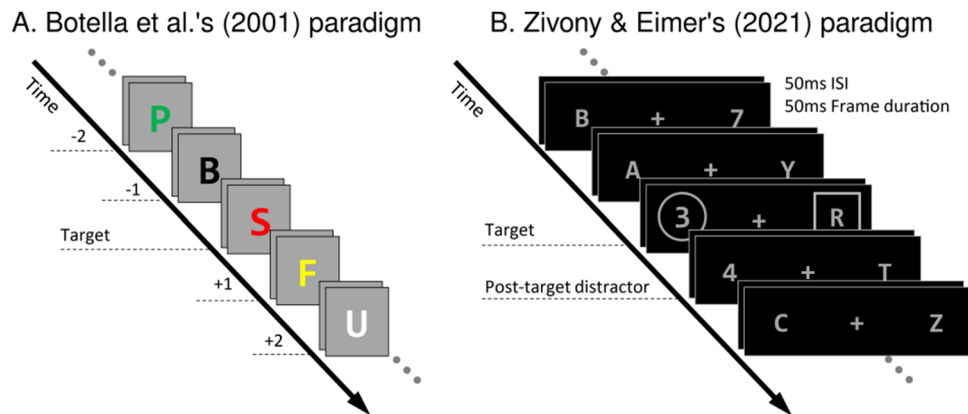 A. Botella et al.'s (2001) paradigm
Time
P
-2
B
-1
S
Target
F
+1
U
+2
B. Zivony & Eimer's (2021) paradigm
Time
50ms ISI
50ms Frame duration
B + 7
A + Y
3 + R
Target
4 + T
Post-target distractor
C + Z